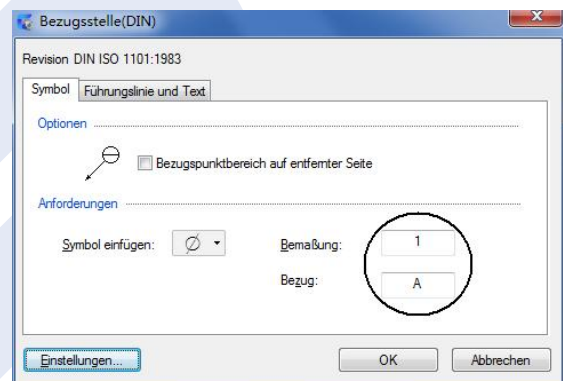 Bezugsstelle(DIN)
Revision DIN ISO 1101:1983
Symbol Führungslinie und Text
Optionen
Bezugspunktbereich auf entfernter Seite
Anforderungen
Symbol einfügen: Bemaßung: 1
Bezug: A
Einstellungen... OK Abbrechen